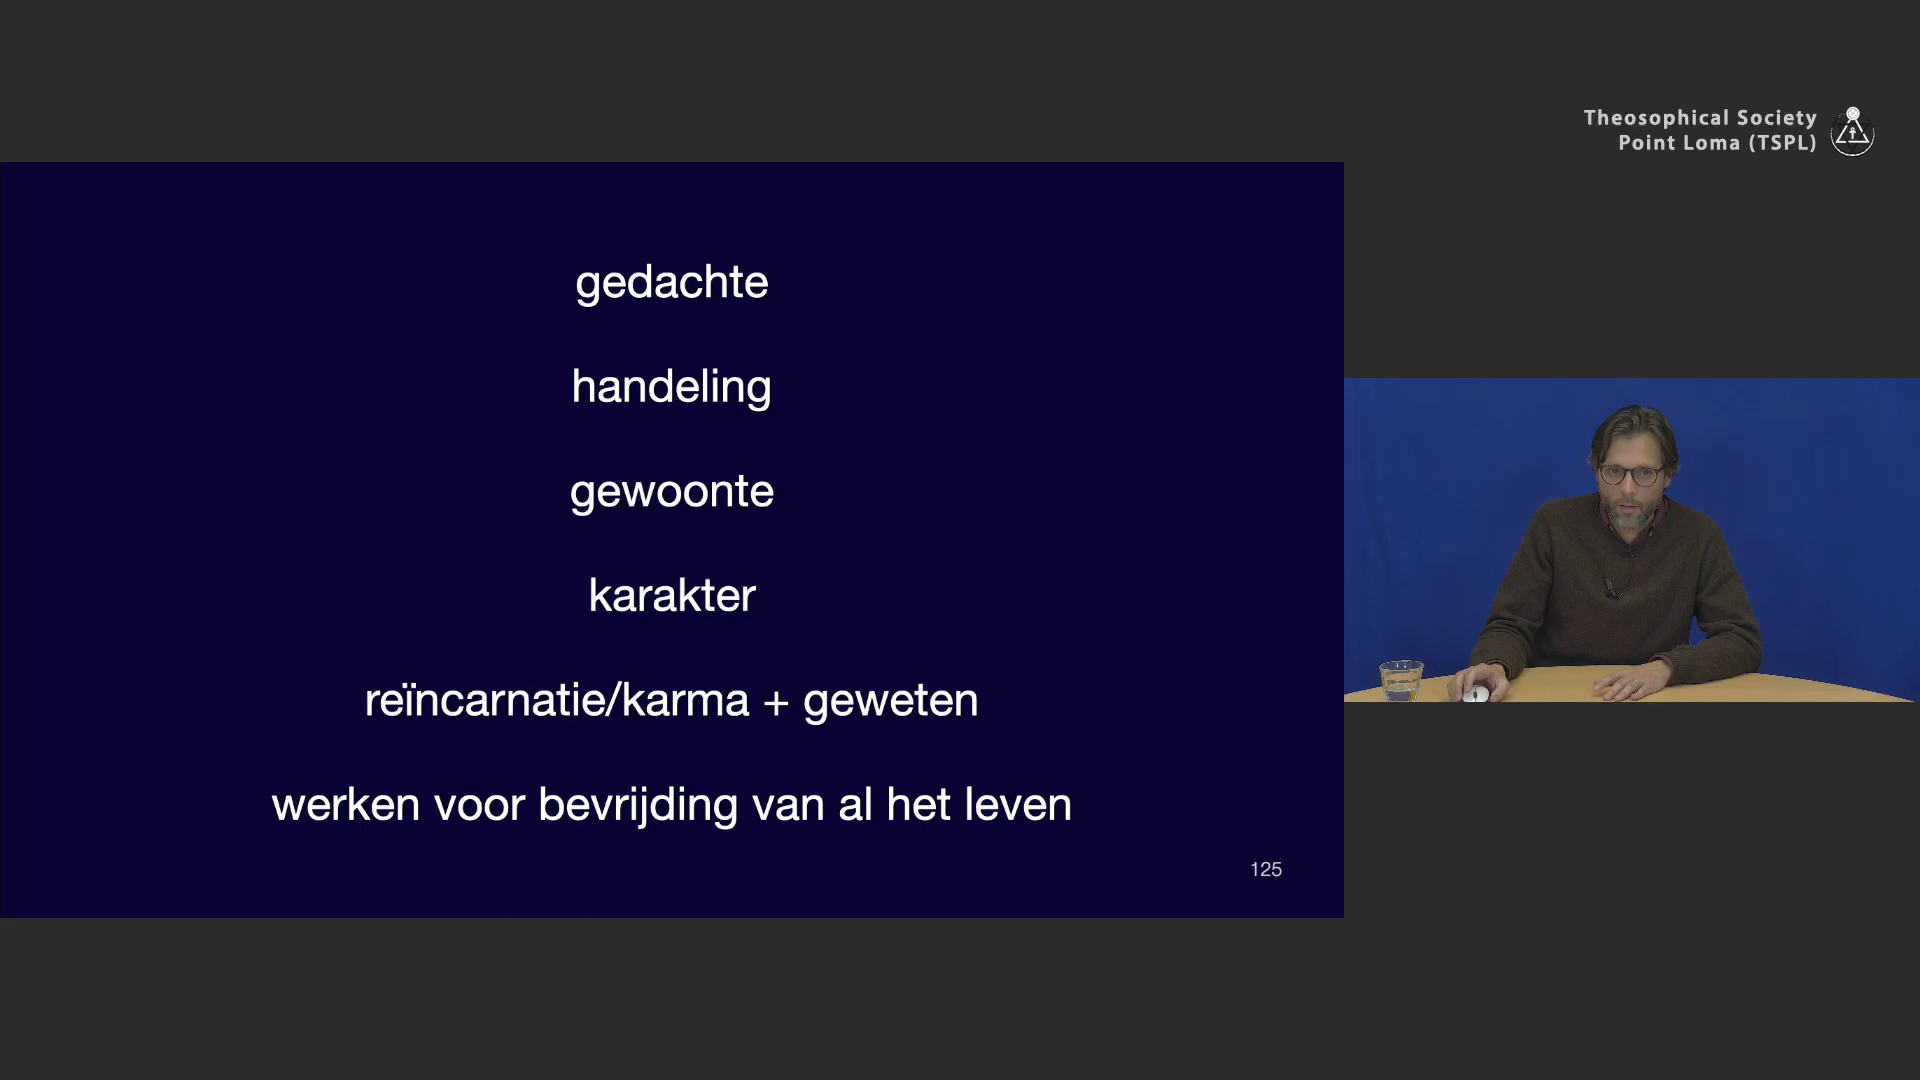 Theosophical Society
Point Loma (TSPL)
gedachte
handeling
gewoonte
karakter
reïncarnatie/karma + geweten
werken voor bevrijding van al het leven
125